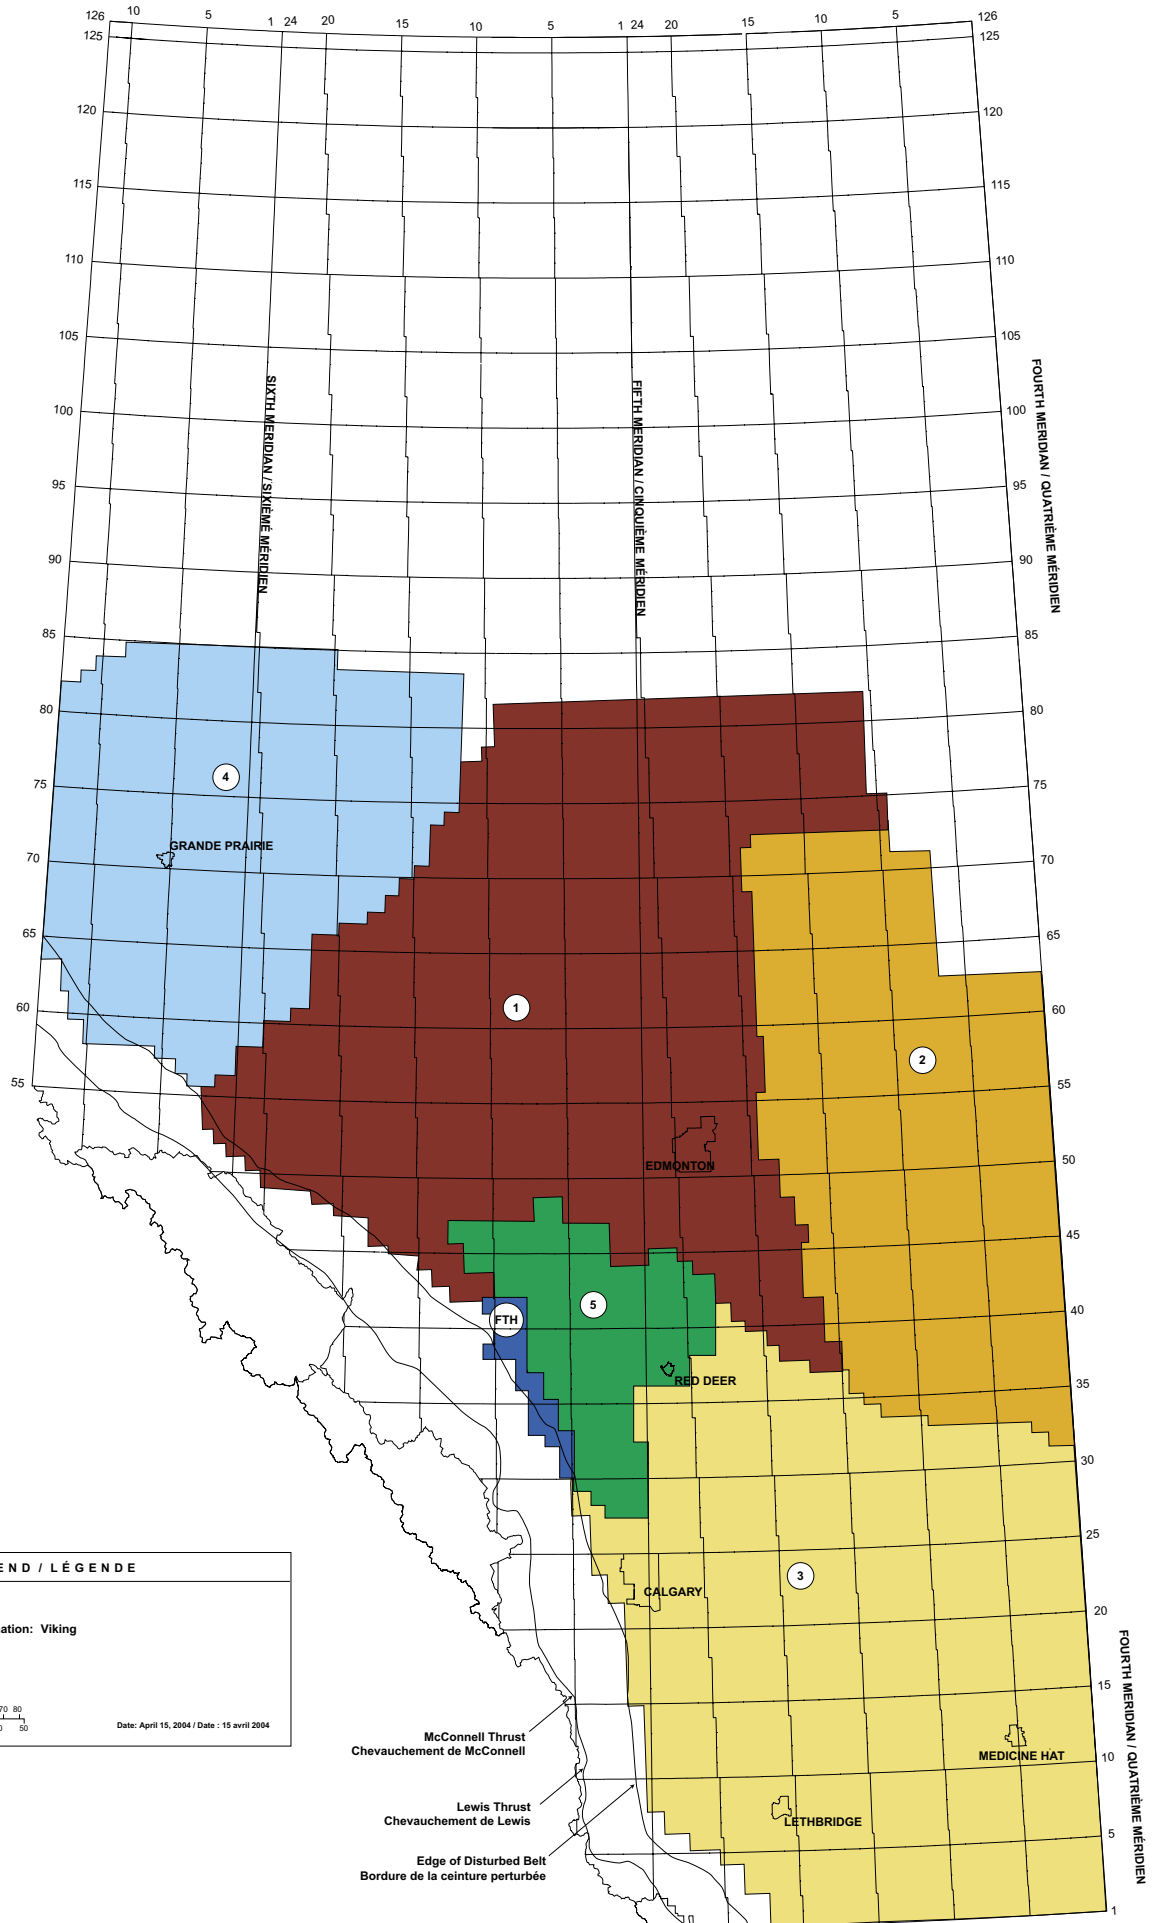 126 10 5 1 24 20 15 10 5 1 24 20 15 10 5 126
125 125
120 120
115 115
110 110
105 105
100 100
95 95
90 90
85 85
80 80
75 75
70 70
65 65
60 60
55 55
50
45
40
35
30
25
20
15
10
5
1
SIXTH MERIDIAN / SIXIÈMÉ MÉRIDIEN
FIFTH MERIDIAN / CINQUIÈME MÉRIDIEN
FOURTH MERIDIAN / QUATRIÈME MÉRIDIEN
4
GRANDE PRAIRIE
1
2
EDMONTON
5
FTH
RED DEER
3
CALGARY
MEDICINE HAT
LETHBRIDGE
FOURTH MERIDIAN / QUATRIÈME MÉRIDIEN
END / LÉGENDE
ation: Viking
70 80
0 50
Date: April 15, 2004 / Date : 15 avril 2004
McConnell Thrust
Chevauchement de McConnell
Lewis Thrust
Chevauchement de Lewis
Edge of Disturbed Belt
Bordure de la ceinture perturbée